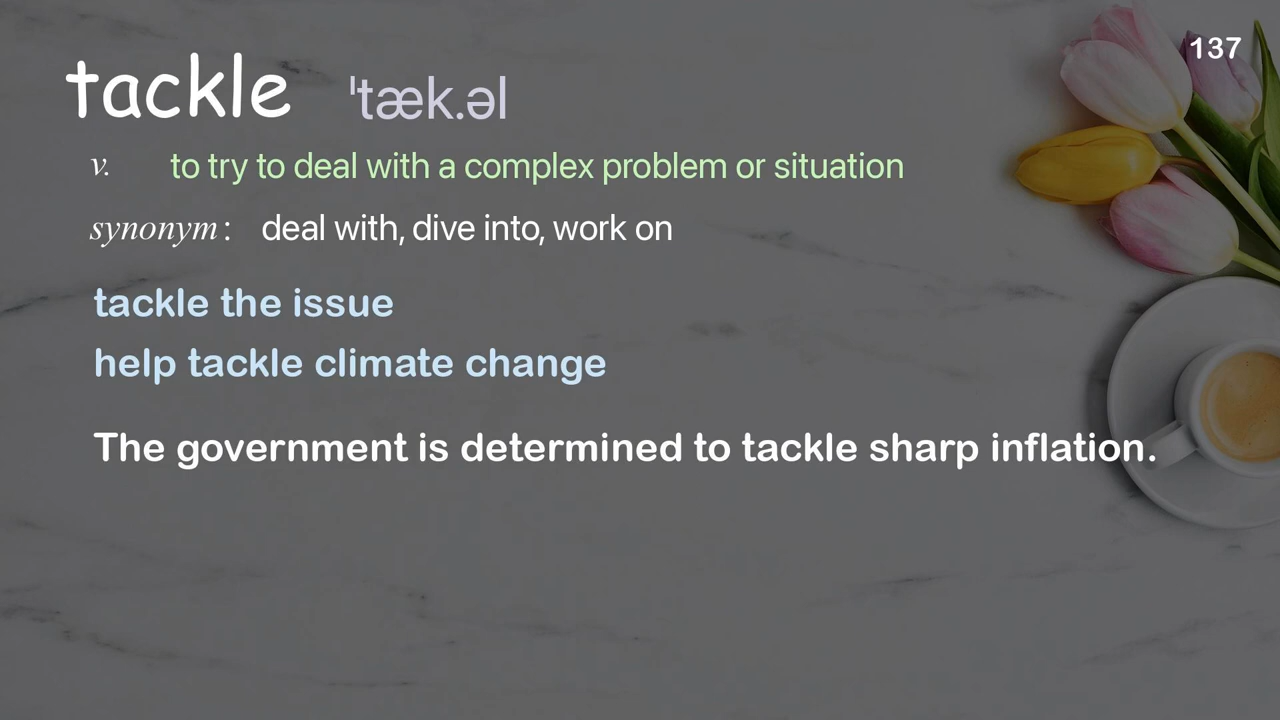 137
tackle ˈtæk.əl
v. to try to deal with a complex problem or situation
synonym: deal with, dive into, work on
tackle the issue
help tackle climate change
The government is determined to tackle sharp inflation.